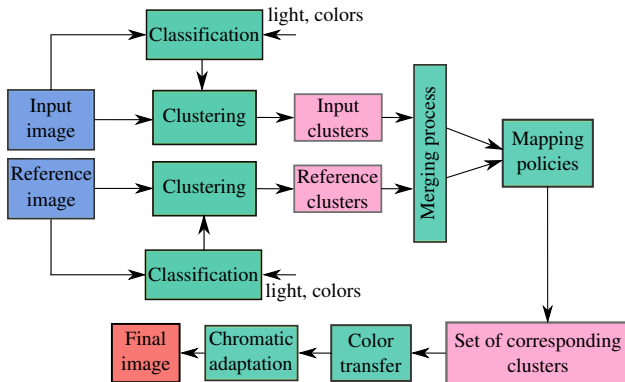 light, colors
Classification
Input
image
Clustering
Input
clusters
Merging process
Mapping
policies
Reference
image
Clustering
Reference
clusters
Classification
light, colors
Final
image
Chromatic
adaptation
Color
transfer
Set of corresponding
clusters